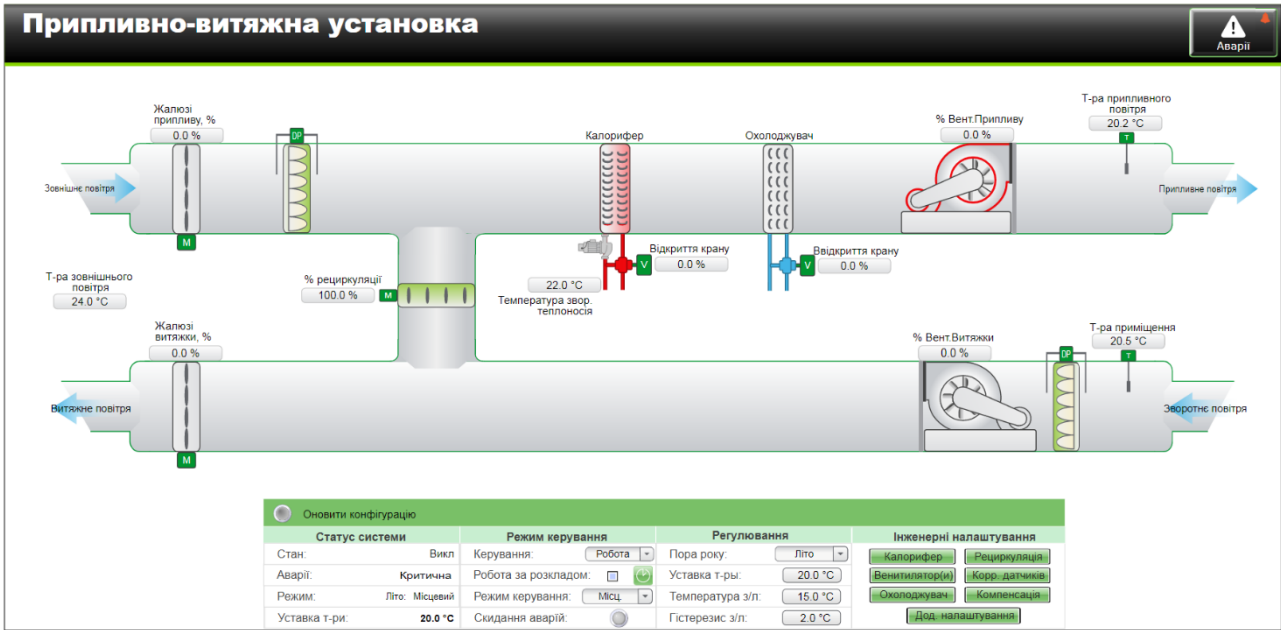 Припливно-витяжна установка
Аварії
Жалюзі
припливу, %
0.0 %
DP
Калорифер
Охолоджувач
% Вент.Припливу
0.0 %
Т-ра припливного
повітря
20.2 °C
T
Зовнішнє повітря
Припливне повітря
M
Відкриття крану
V
0.0 %
Ввідкриття крану
V
0.0 %
Т-ра зовнішнього
повітря
24.0 °C
% рециркуляції
100.0 %
M
22.0 °C
Температура звор.
теплоносія
Жалюзі
витяжки, %
0.0 %
% Вент.Витяжки
0.0 %
DP
Т-ра приміщення
20.5 °C
T
Витяжне повітря
Зворотнє повітря
M
Оновити конфігурацію
Статус системи
Режим керування
Регулювання
Інженерні налаштування
Стан: Викл
Керування: Робота
Пора року: Літо
Калорифер
Рециркуляція
Аварії: Критична
Робота за розкладом:
Уставка т-ры: 20.0 °C
Венитилятор(и)
Корр. датчиків
Режим: Літо: Місцевий
Режим керування: Місц.
Температура з/л: 15.0 °C
Охолоджувач
Компенсація
Уставка т-ри: 20.0 °C
Скидання аварій:
Гістерезис з/л: 2.0 °C
Дод. налаштування